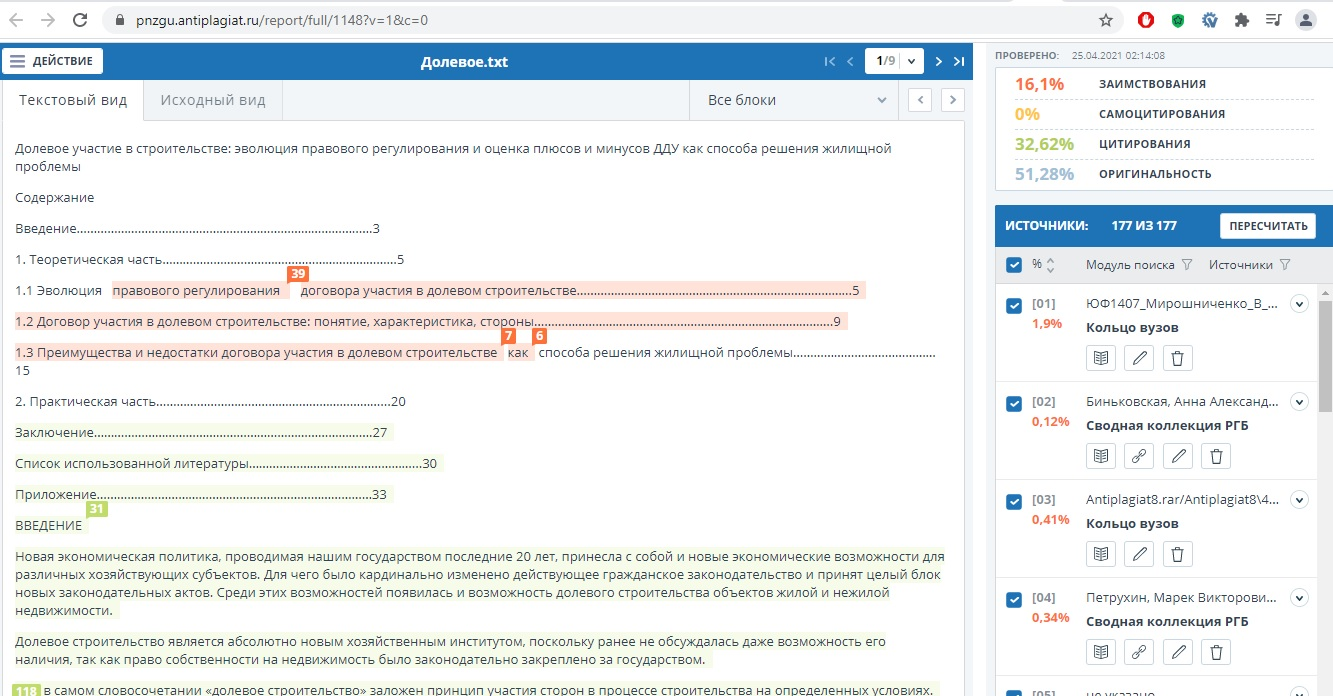 pnzgu.antiplagiat.ru/report/full/1148?v=1&c=0
ДЕЙСТВИЕ
Долевое.txt
1/9
ПРОВЕРЕНО: 25.04.2021 02:14:08
Текстовый вид
Исходный вид
Все блоки
16,1% ЗАИМСТВОВАНИЯ
0% САМОЦИТИРОВАНИЯ
32,62% ЦИТИРОВАНИЯ
51,28% ОРИГИНАЛЬНОСТЬ
Долевое участие в строительстве: эволюция правового регулирования и оценка плюсов и минусов ДДУ как способа решения жилищной
проблемы
Содержание
Введение.......................................................................................3
1. Теоретическая часть.....................................................................5
39
1.1 Эволюция правового регулирования договора участия в долевом строительстве.................................................................................5
1.2 Договор участия в долевом строительстве: понятие, характеристика, стороны.........................................................................................9
7 6
1.3 Преимущества и недостатки договора участия в долевом строительстве как способа решения жилищной проблемы..........................................
15
2. Практическая часть.....................................................................20
Заключение..................................................................................27
Список использованной литературы...................................................30
Приложение.................................................................................33
31
ВВЕДЕНИЕ
Новая экономическая политика, проводимая нашим государством последние 20 лет, принесла с собой и новые экономические возможности для
различных хозяйствующих субъектов. Для чего было кардинально изменено действующее гражданское законодательство и принят целый блок
новых законодательных актов. Среди этих возможностей появилась и возможность долевого строительства объектов жилой и нежилой
недвижимости.
Долевое строительство является абсолютно новым хозяйственным институтом, поскольку ранее не обсуждалась даже возможность его
наличия, так как право собственности на недвижимость было законодательно закреплено за государством.
118 в самом словосочетании «долевое строительство» заложен принцип участия сторон в процессе строительства на определенных условиях.
ИСТОЧНИКИ: 177 ИЗ 177 ПЕРЕСЧИТАТЬ
% Модуль поиска Источники
[01] ЮФ1407_Мирошниченко_В_...
1,9% Кольцо вузов
[02] Биньковская, Анна Александ...
0,12% Сводная коллекция РГБ
[03] Antiplagiat8.rar/Antiplagiat8\4...
0,41% Кольцо вузов
[04] Петрухин, Марек Викторови...
0,34% Сводная коллекция РГБ
[05] не указано